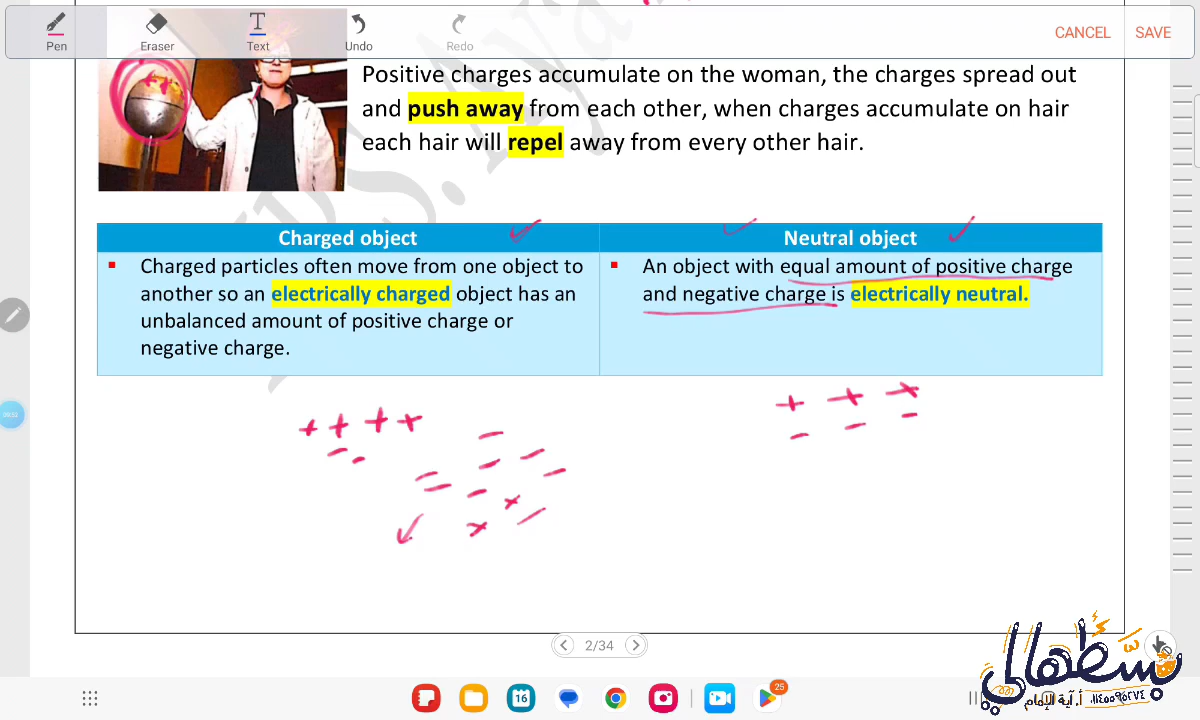 Pen
Eraser
Text
Undo
Redo
CANCEL
SAVE
Positive charges accumulate on the woman, the charges spread out
and push away from each other, when charges accumulate on hair
each hair will repel away from every other hair.
Charged object
Charged particles often move from one object to
another so an electrically charged object has an
unbalanced amount of positive charge or
negative charge.
Neutral object
An object with equal amount of positive charge
and negative charge is electrically neutral.
+ + + +
- -
+ + +
- - -
2/34
16
25
أ. آية الإمام